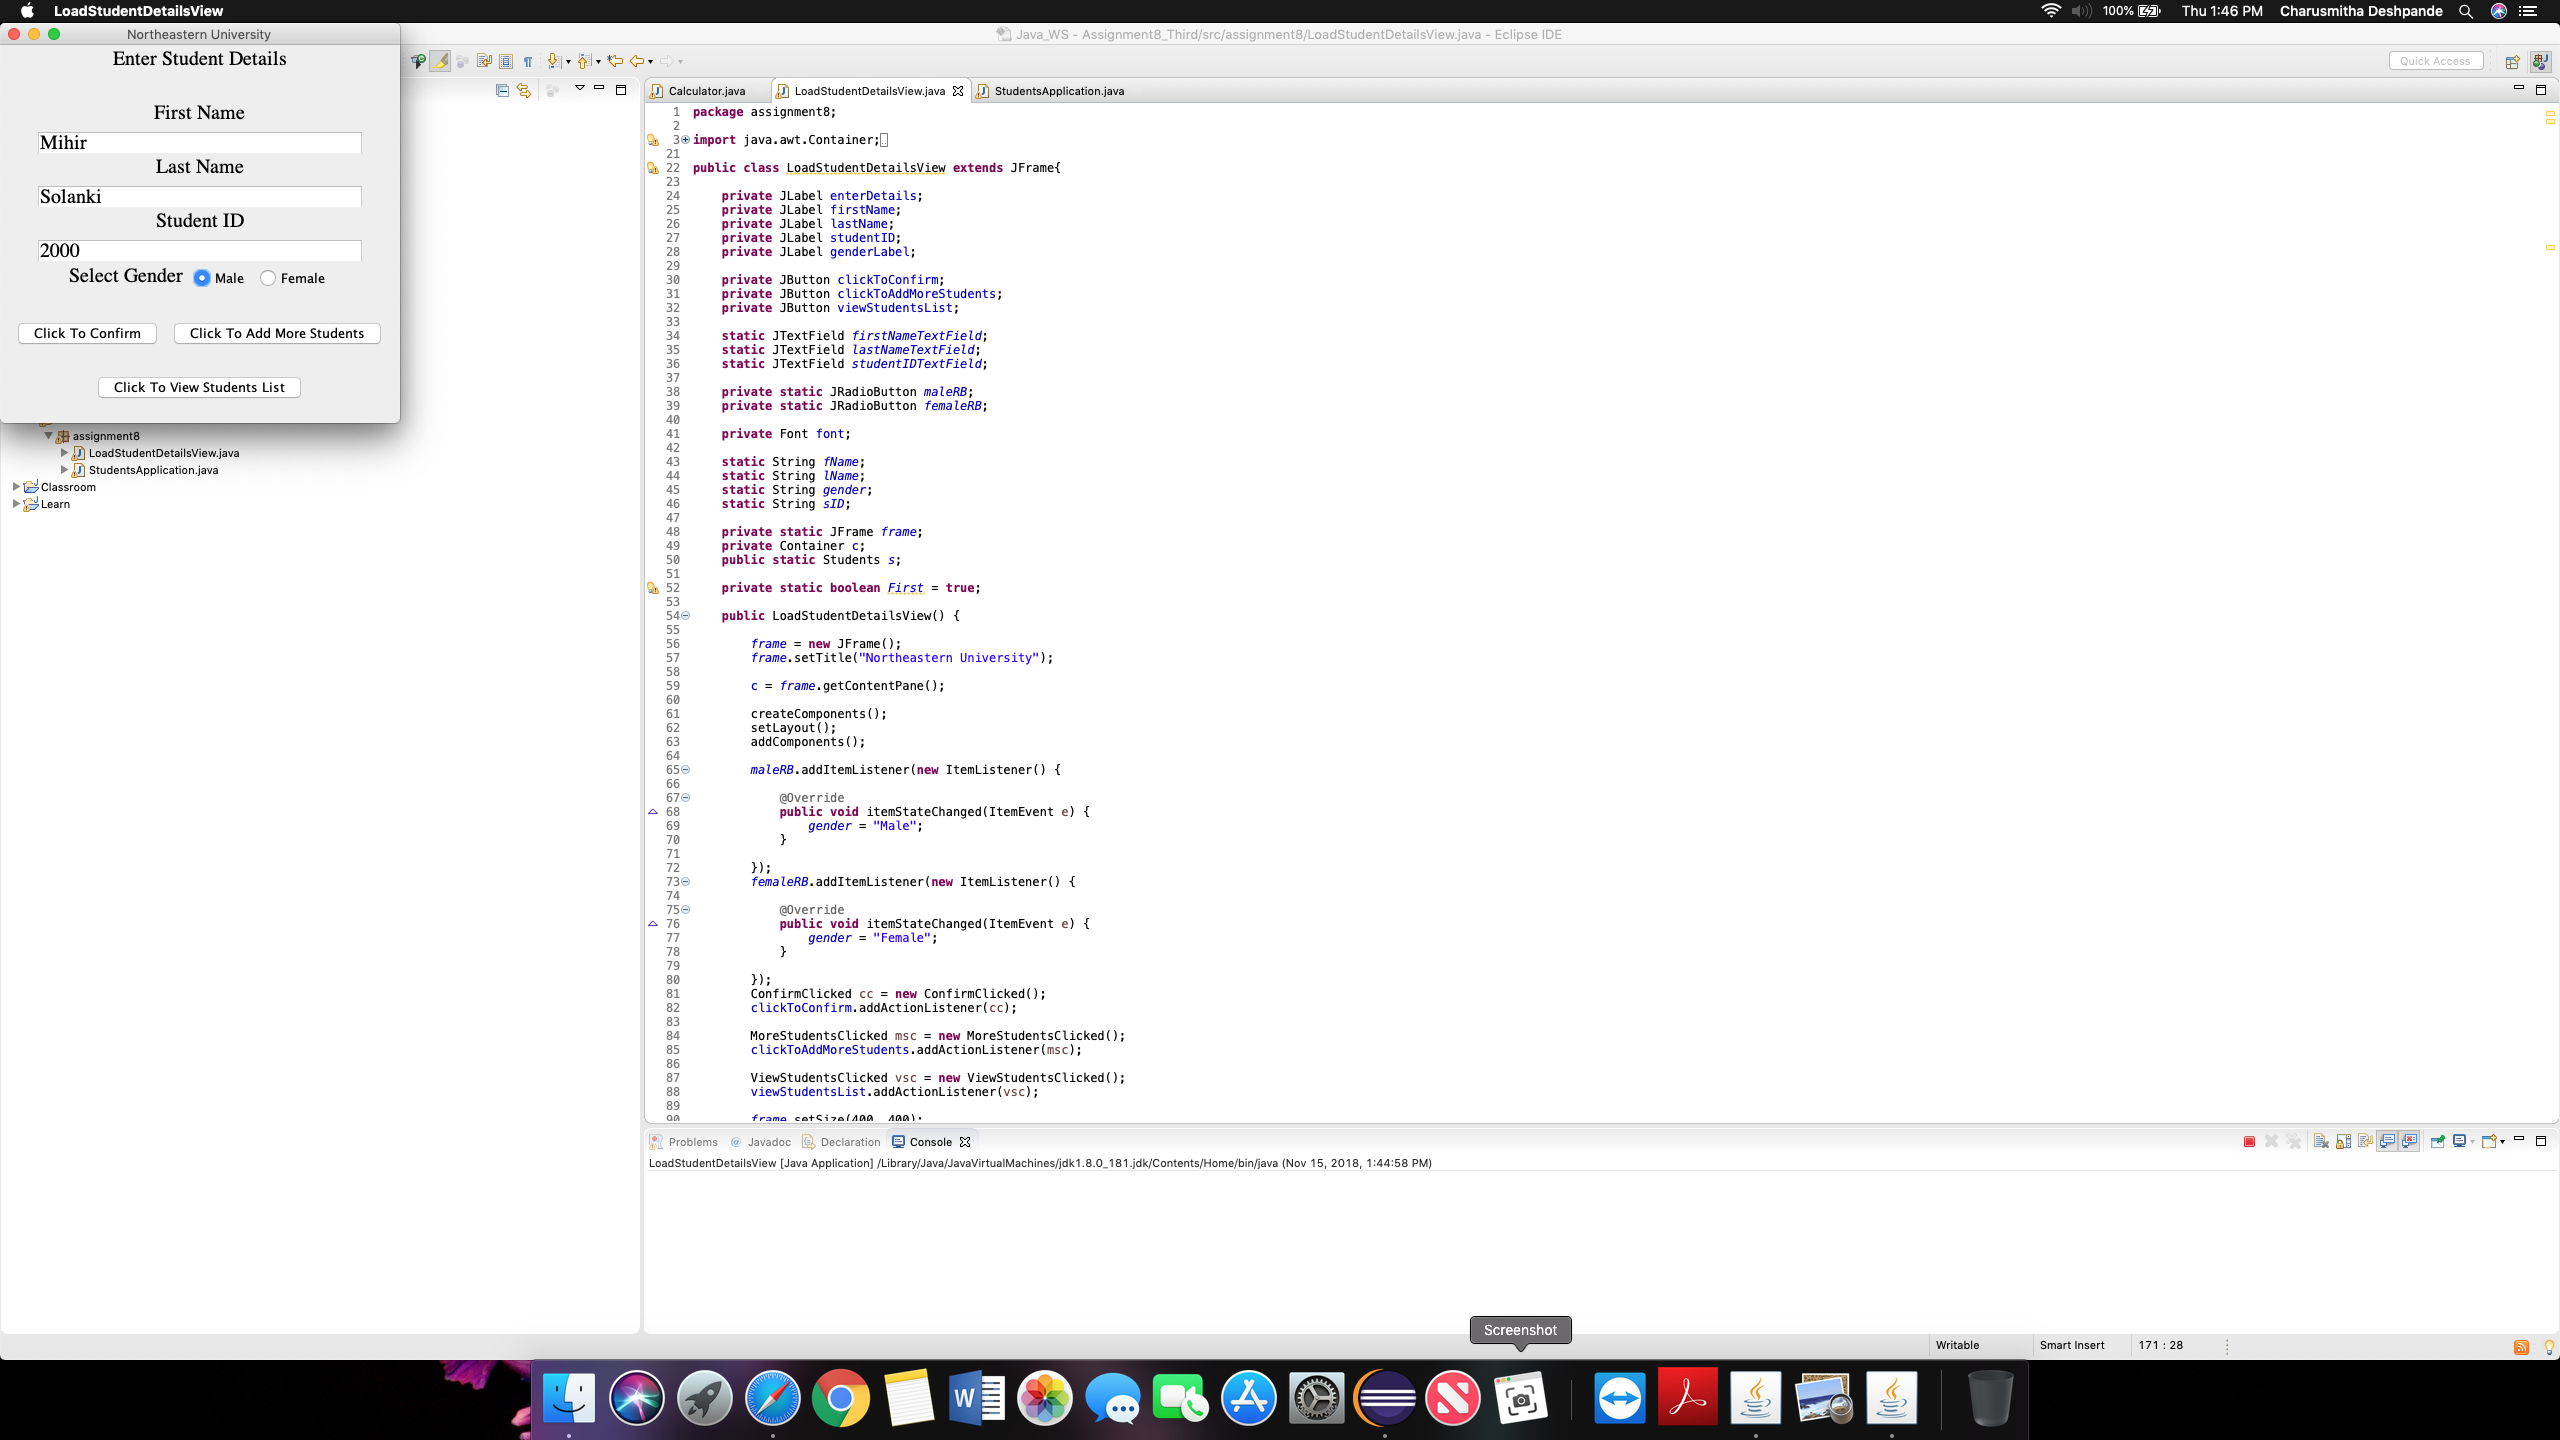 LoadStudentDetailsView
100%
Thu 1:46 PM
Charusmitha Deshpande
Northeastern University
Java_WS - Assignment8_Third/src/assignment8/LoadStudentDetailsView.java - Eclipse IDE
Quick Access
Enter Student Details
First Name
Mihir
Last Name
Solanki
Student ID
2000
Select Gender Male Female
Click To Confirm Click To Add More Students
Click To View Students List
assignment8
LoadStudentDetailsView.java
StudentsApplication.java
Classroom
Learn
Calculator.java LoadStudentDetailsView.java StudentsApplication.java
1 package assignment8;
2
3 import java.awt.Container;
21
22 public class LoadStudentDetailsView extends JFrame{
23
24 private JLabel enterDetails;
25 private JLabel firstName;
26 private JLabel lastName;
27 private JLabel studentID;
28 private JLabel genderLabel;
29
30 private JButton clickToConfirm;
31 private JButton clickToAddMoreStudents;
32 private JButton viewStudentsList;
33
34 static JTextField firstNameTextField;
35 static JTextField lastNameTextField;
36 static JTextField studentIDTextField;
37
38 private static JRadioButton maleRB;
39 private static JRadioButton femaleRB;
40
41 private Font font;
42
43 static String fName;
44 static String lName;
45 static String gender;
46 static String sID;
47
48 private static JFrame frame;
49 private Container c;
50 public static Students s;
51
52 private static boolean First = true;
53
54 public LoadStudentDetailsView() {
55
56 frame = new JFrame();
57 frame.setTitle("Northeastern University");
58
59 c = frame.getContentPane();
60
61 createComponents();
62 setLayout();
63 addComponents();
64
65 maleRB.addItemListener(new ItemListener() {
66
67 @Override
68 public void itemStateChanged(ItemEvent e) {
69 gender = "Male";
70 }
71
72 });
73 femaleRB.addItemListener(new ItemListener() {
74
75 @Override
76 public void itemStateChanged(ItemEvent e) {
77 gender = "Female";
78 }
79
80 });
81 ConfirmClicked cc = new ConfirmClicked();
82 clickToConfirm.addActionListener(cc);
83
84 MoreStudentsClicked msc = new MoreStudentsClicked();
85 clickToAddMoreStudents.addActionListener(msc);
86
87 ViewStudentsClicked vsc = new ViewStudentsClicked();
88 viewStudentsList.addActionListener(vsc);
89
90 frame.setSize(400, 400);
Problems @ Javadoc Declaration Console
LoadStudentDetailsView [Java Application] /Library/Java/JavaVirtualMachines/jdk1.8.0_181.jdk/Contents/Home/bin/java (Nov 15, 2018, 1:44:58 PM)
Screenshot
Writable Smart Insert 171 : 28